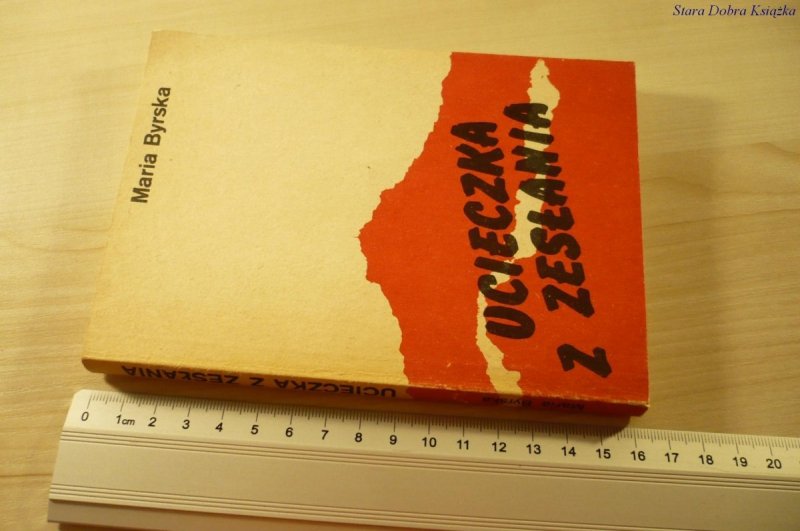 Stara Dobra Książka
Maria Byrska
UCIECZKA
Z ZESŁANIA
UCIECZKA Z ZESŁANIA
Maria Byrska
0 1cm 2 3 4 5 6 7 8 9 10 11 12 13 14 15 16 17 18 19 20